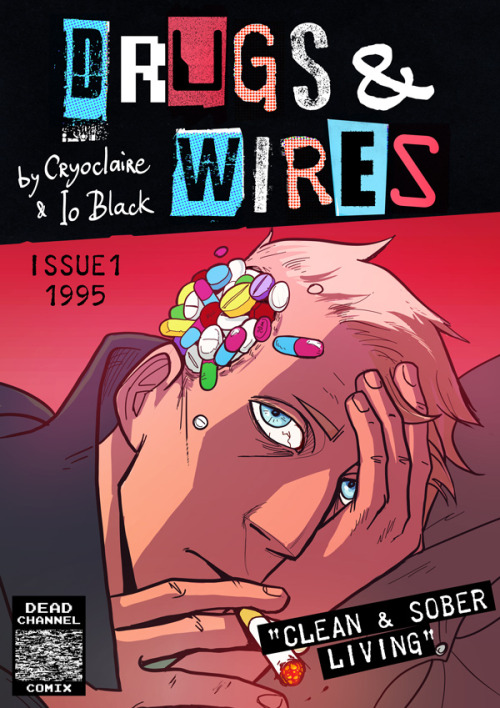 DRUGS &
WIRES
by Cryoclaire
& Io Black
ISSUE 1
1995
"CLEAN & SOBER
LIVING"
DEAD
CHANNEL
COMIX